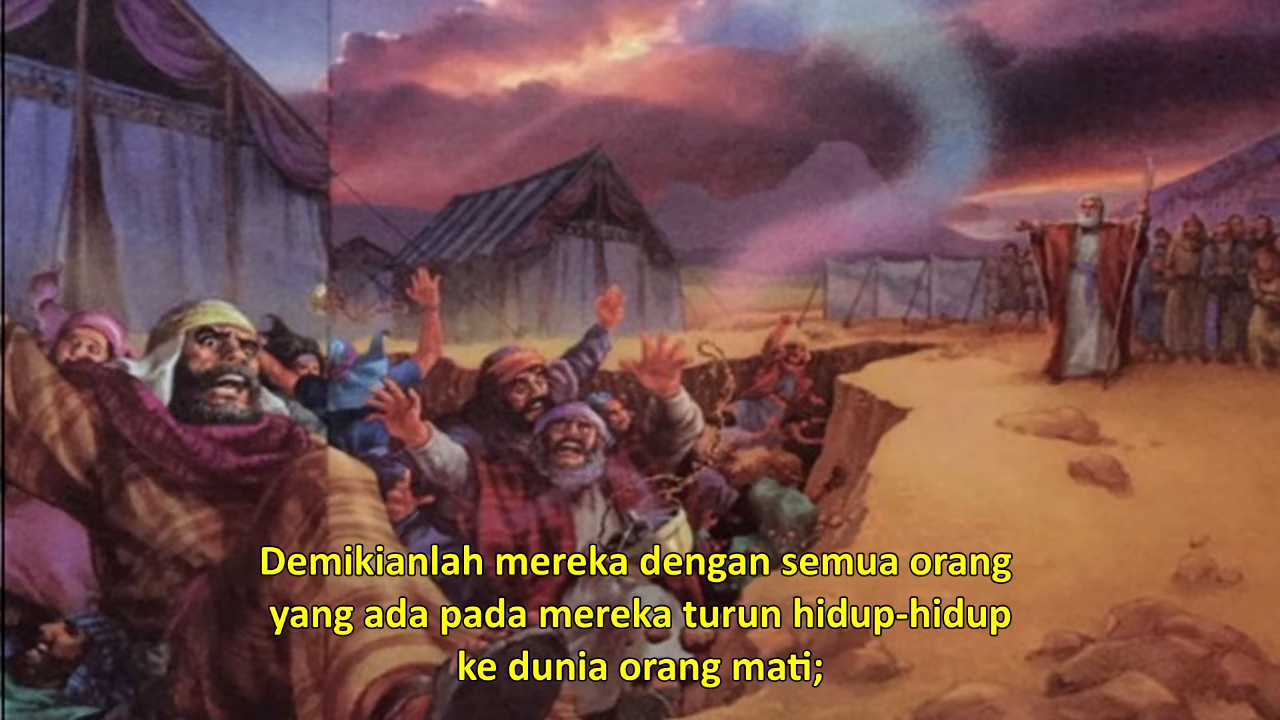 Demikianlah mereka dengan semua orang
yang ada pada mereka turun hidup-hidup
ke dunia orang mati;